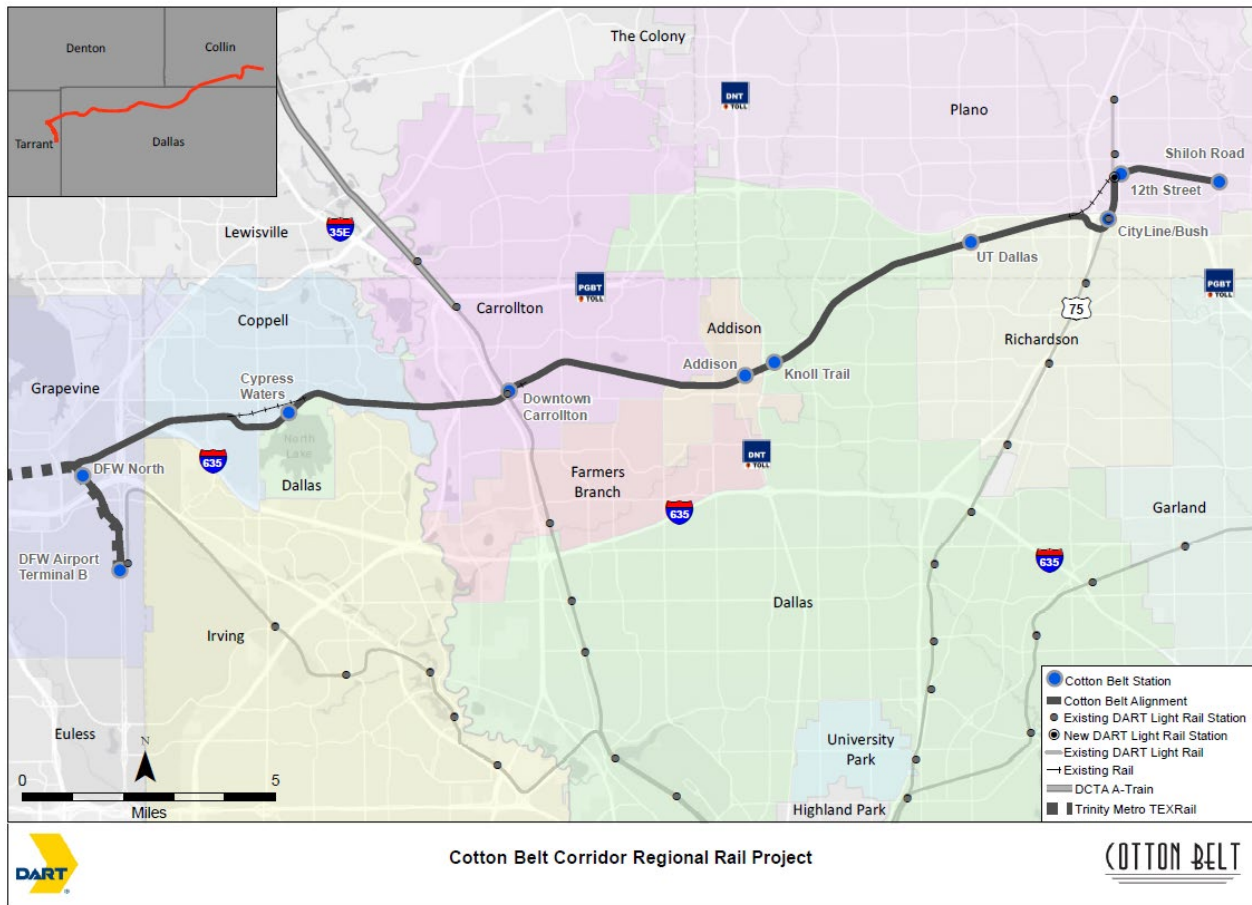 Denton
Collin
Tarrant
Dallas
The Colony
DNT
TOLL
Plano
Shiloh Road
12th Street
CityLine/Bush
Lewisville
35E
UT Dallas
PGBT
TOLL
PGBT
TOLL
Carrollton
Coppell
Addison
75
Richardson
Addison
Knoll Trail
Cypress
Waters
Grapevine
Downtown
Carrollton
North
Lake
635
DFW North
Dallas
DNT
TOLL
Farmers
Branch
635
Garland
DFW Airport
Terminal B
635
Dallas
Irving
Euless
N
0
5
Miles
University
Park
Highland Park
Cotton Belt Station
Cotton Belt Alignment
Existing DART Light Rail Station
New DART Light Rail Station
Existing DART Light Rail
Existing Rail
DCTA A-Train
Trinity Metro TEXRail
DART
Cotton Belt Corridor Regional Rail Project
COTTON BELT